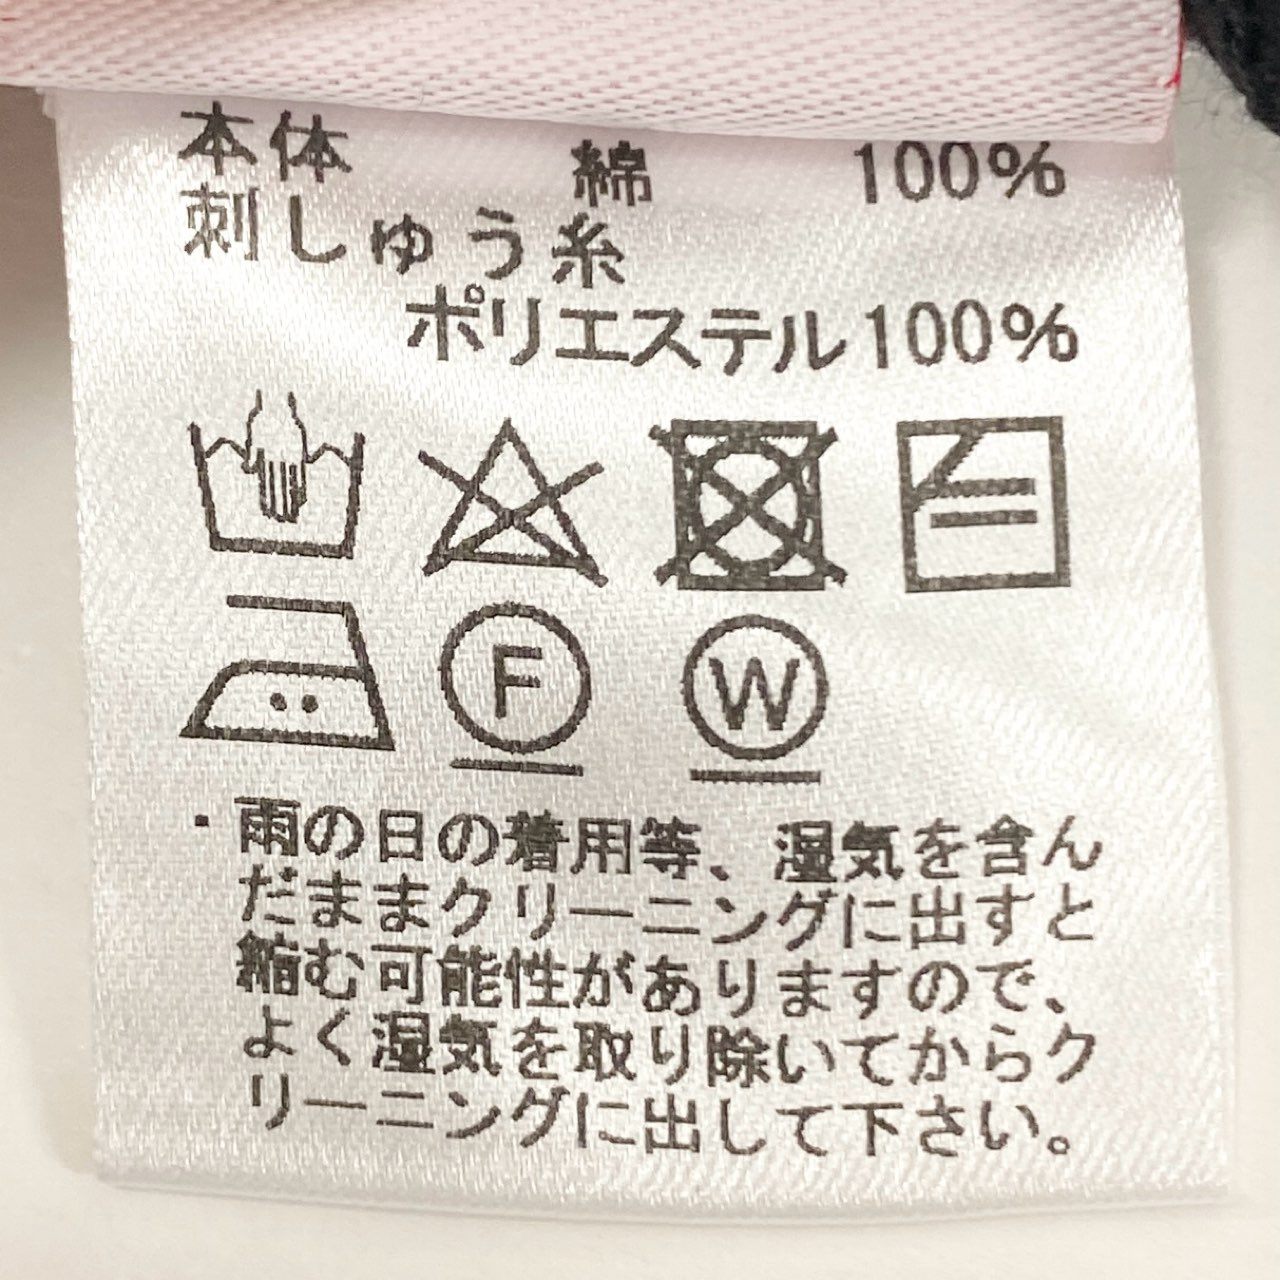 本体 綿 100%
刺しゅう糸
ポリエステル100%
F W
・雨の日の着用等、湿気を含ん
だままクリーニングに出すと
縮む可能性がありますので、
よく湿気を取り除いてからク
リーニングに出して下さい。